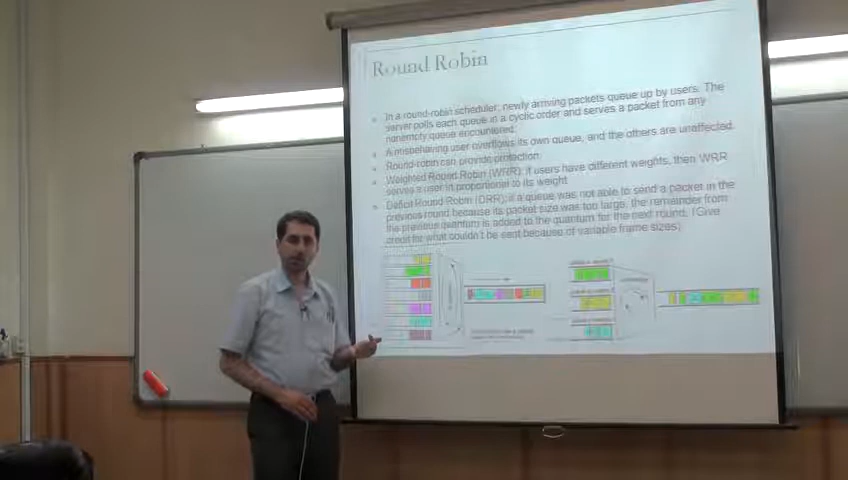 Round Robin
In a round-robin scheduler, newly arriving packets queue up by users. The
server polls each queue in a cyclic order and serves a packet from any
nonempty queue encountered.
A misbehaving user overflows its own queue, and the others are unaffected.
Round-robin can provide protection.
Weighted Round Robin (WRR): if users have different weights, then WRR
serves a user in proportional to its weight
Deficit Round Robin (DRR): if a queue was not able to send a packet in the
previous round because its packet size was too large, the remainder from
the previous quantum is added to the quantum for the next round. (Give
credit for what couldn't be sent because of variable frame sizes)